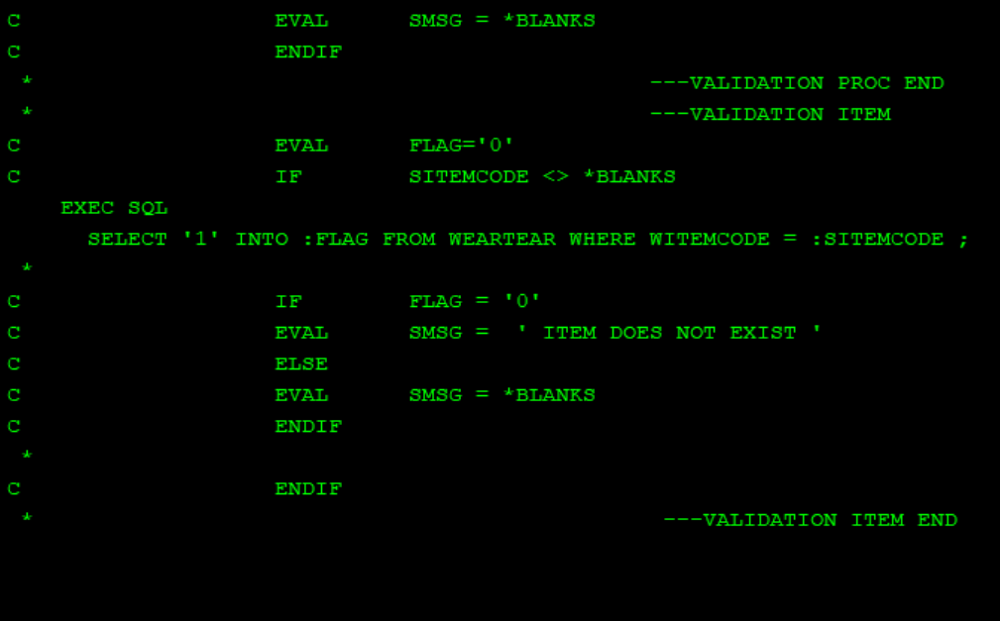 C                   EVAL      SMSG = *BLANKS
C                   ENDIF
 *                                              ---VALIDATION PROC END
 *                                              ---VALIDATION ITEM
C                   EVAL      FLAG='0'
C                   IF        SITEMCODE <> *BLANKS
    EXEC SQL
      SELECT '1' INTO :FLAG FROM WEARTEAR WHERE WITEMCODE = :SITEMCODE ;
 *
C                   IF        FLAG = '0'
C                   EVAL      SMSG =  ' ITEM DOES NOT EXIST '
C                   ELSE
C                   EVAL      SMSG = *BLANKS
C                   ENDIF
 *
C                   ENDIF
 *                                               ---VALIDATION ITEM END